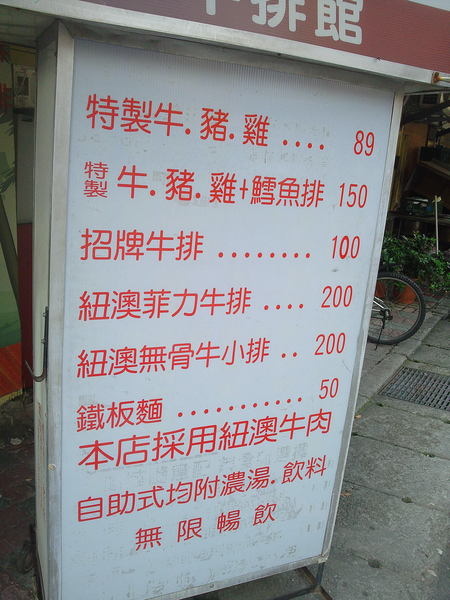 牛排館
特製牛.豬.雞 .... 89
特製 牛.豬.雞+鱈魚排 150
招牌牛排 ........ 100
紐澳菲力牛排 .... 200
紐澳無骨牛小排 .. 200
鐵板麵 ........... 50
本店採用紐澳牛肉
自助式均附濃湯.飲料
無限暢飲